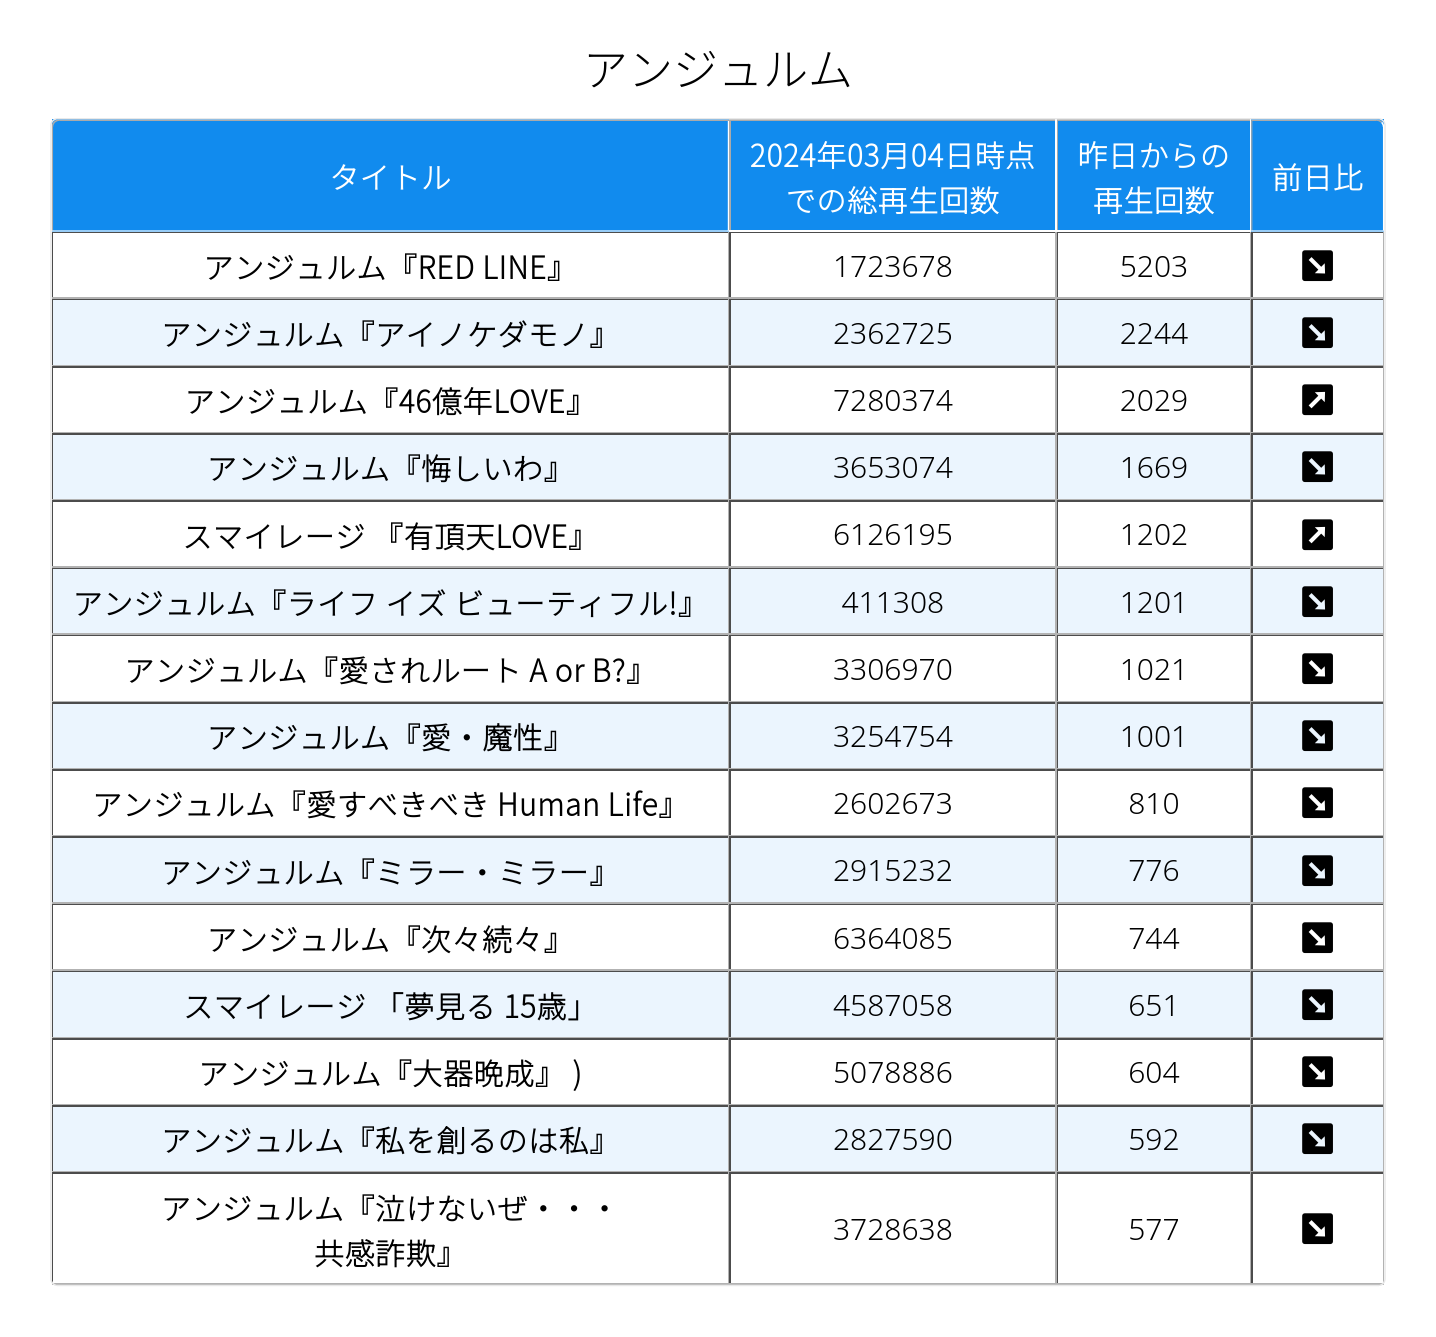 アンジュルム
タイトル
2024年03月04日時点
での総再生回数
昨日からの
再生回数
前日比
アンジュルム『RED LINE』 1723678 5203 ↘
アンジュルム『アイノケダモノ』 2362725 2244 ↘
アンジュルム『46億年LOVE』 7280374 2029 ↗
アンジュルム『悔しいわ』 3653074 1669 ↘
スマイレージ 『有頂天LOVE』 6126195 1202 ↗
アンジュルム『ライフ イズ ビューティフル!』 411308 1201 ↘
アンジュルム『愛されルート A or B?』 3306970 1021 ↘
アンジュルム『愛・魔性』 3254754 1001 ↘
アンジュルム『愛すべきべき Human Life』 2602673 810 ↘
アンジュルム『ミラー・ミラー』 2915232 776 ↘
アンジュルム『次々続々』 6364085 744 ↘
スマイレージ 「夢見る 15歳」 4587058 651 ↘
アンジュルム『大器晩成』 ) 5078886 604 ↘
アンジュルム『私を創るのは私』 2827590 592 ↘
アンジュルム『泣けないぜ・・・
共感詐欺』 3728638 577 ↘